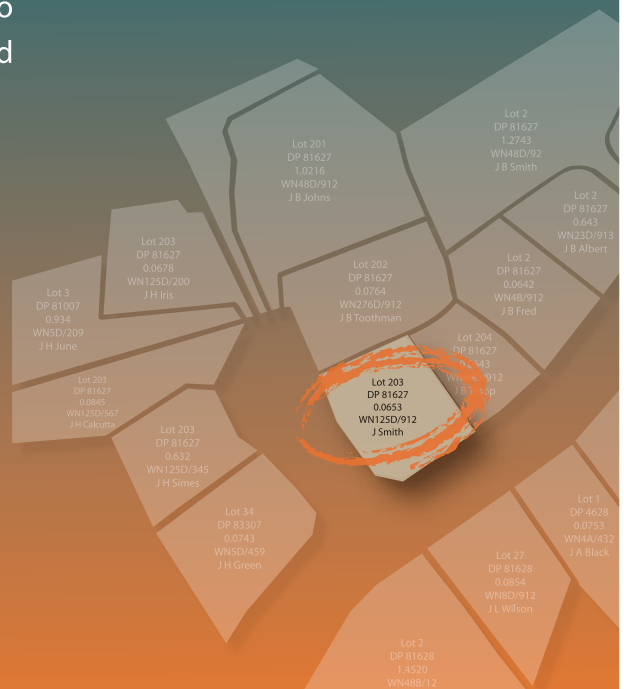 o
d
Lot 2
DP 81627
1.2743
WN48D/92
J B Smith
Lot 201
DP 81627
1.0216
WN48D/912
J B Johns
Lot 2
DP 81627
0.643
WN23D/913
J B Albert
Lot 203
DP 81627
0.0678
WN125D/200
J H Iris
Lot 202
DP 81627
0.0764
WN276D/912
J B Toothman
Lot 2
DP 81627
0.0642
WN4B/912
J B Fred
Lot 3
DP 81007
0.934
WN5D/209
J H June
Lot 204
DP 81627
Lot 203
DP 81627
0.0653
WN125D/912
J Smith
Lot 203
DP 81627
0.0845
WN125D/567
J H Calcutta
Lot 203
DP 81627
0.632
WN125D/345
J H Simes
Lot 34
DP 83307
0.0743
WN5D/459
J H Green
Lot 1
DP 4628
0.0753
WN4A/432
J A Black
Lot 27
DP 81628
0.0854
WN8D/912
J L Wilson
Lot 2
DP 81628
1.4520
WN48B/12